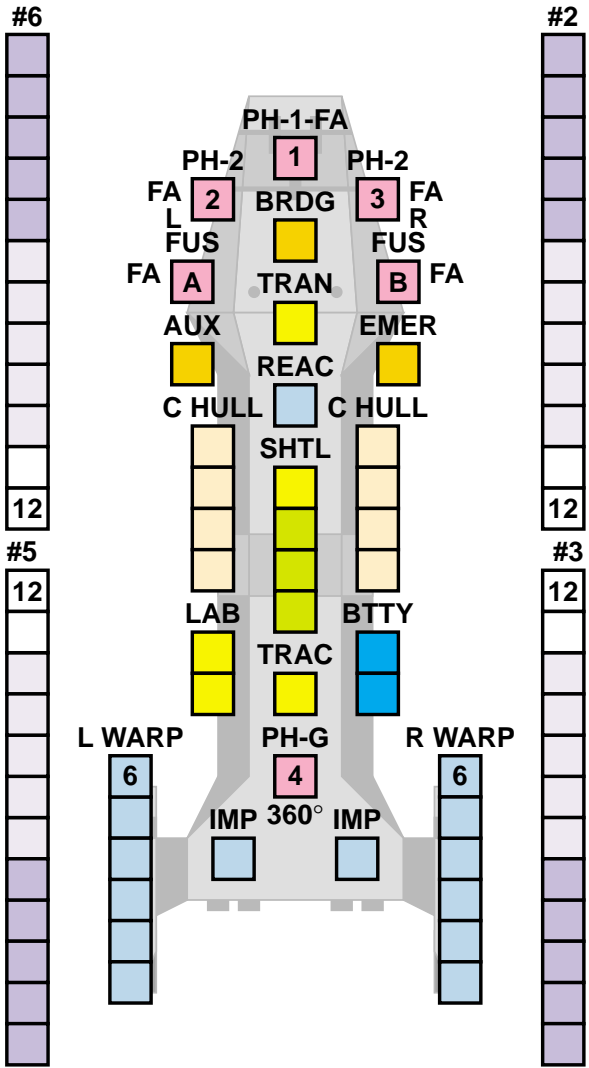 #6 #2
PH-1-FA
1
PH-2 PH-2
FA 2 3 FA
L BRDG R
FUS FUS
FA A B FA
TRAN
AUX EMER
REAC
C HULL C HULL
SHTL
12 12
#5 #3
12 12
LAB BTTY
TRAC
L WARP PH-G R WARP
6 4 6
360°
IMP IMP